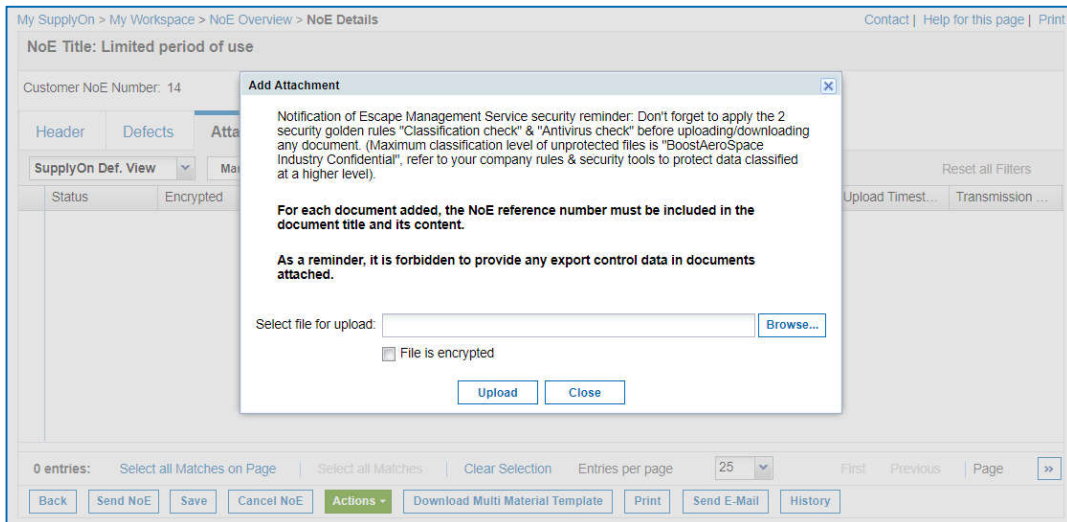 My SupplyOn > My Workspace > NoE Overview > NoE Details
Contact | Help for this page | Print
NoE Title: Limited period of use
Customer NoE Number: 14
Header Defects Atta
SupplyOn Def. View Ma Reset all Filters
Status Encrypted Upload Timest... Transmission ...
Add Attachment
Notification of Escape Management Service security reminder: Don't forget to apply the 2
security golden rules "Classification check" & "Antivirus check" before uploading/downloading
any document. (Maximum classification level of unprotected files is "BoostAeroSpace
Industry Confidential", refer to your company rules & security tools to protect data classified
at a higher level).
For each document added, the NoE reference number must be included in the
document title and its content.
As a reminder, it is forbidden to provide any export control data in documents
attached.
Select file for upload: Browse...
File is encrypted
Upload Close
0 entries: Select all Matches on Page | Select all Matches | Clear Selection Entries per page 25 First Previous | Page »
Back Send NoE Save Cancel NoE Actions Download Multi Material Template Print Send E-Mail History